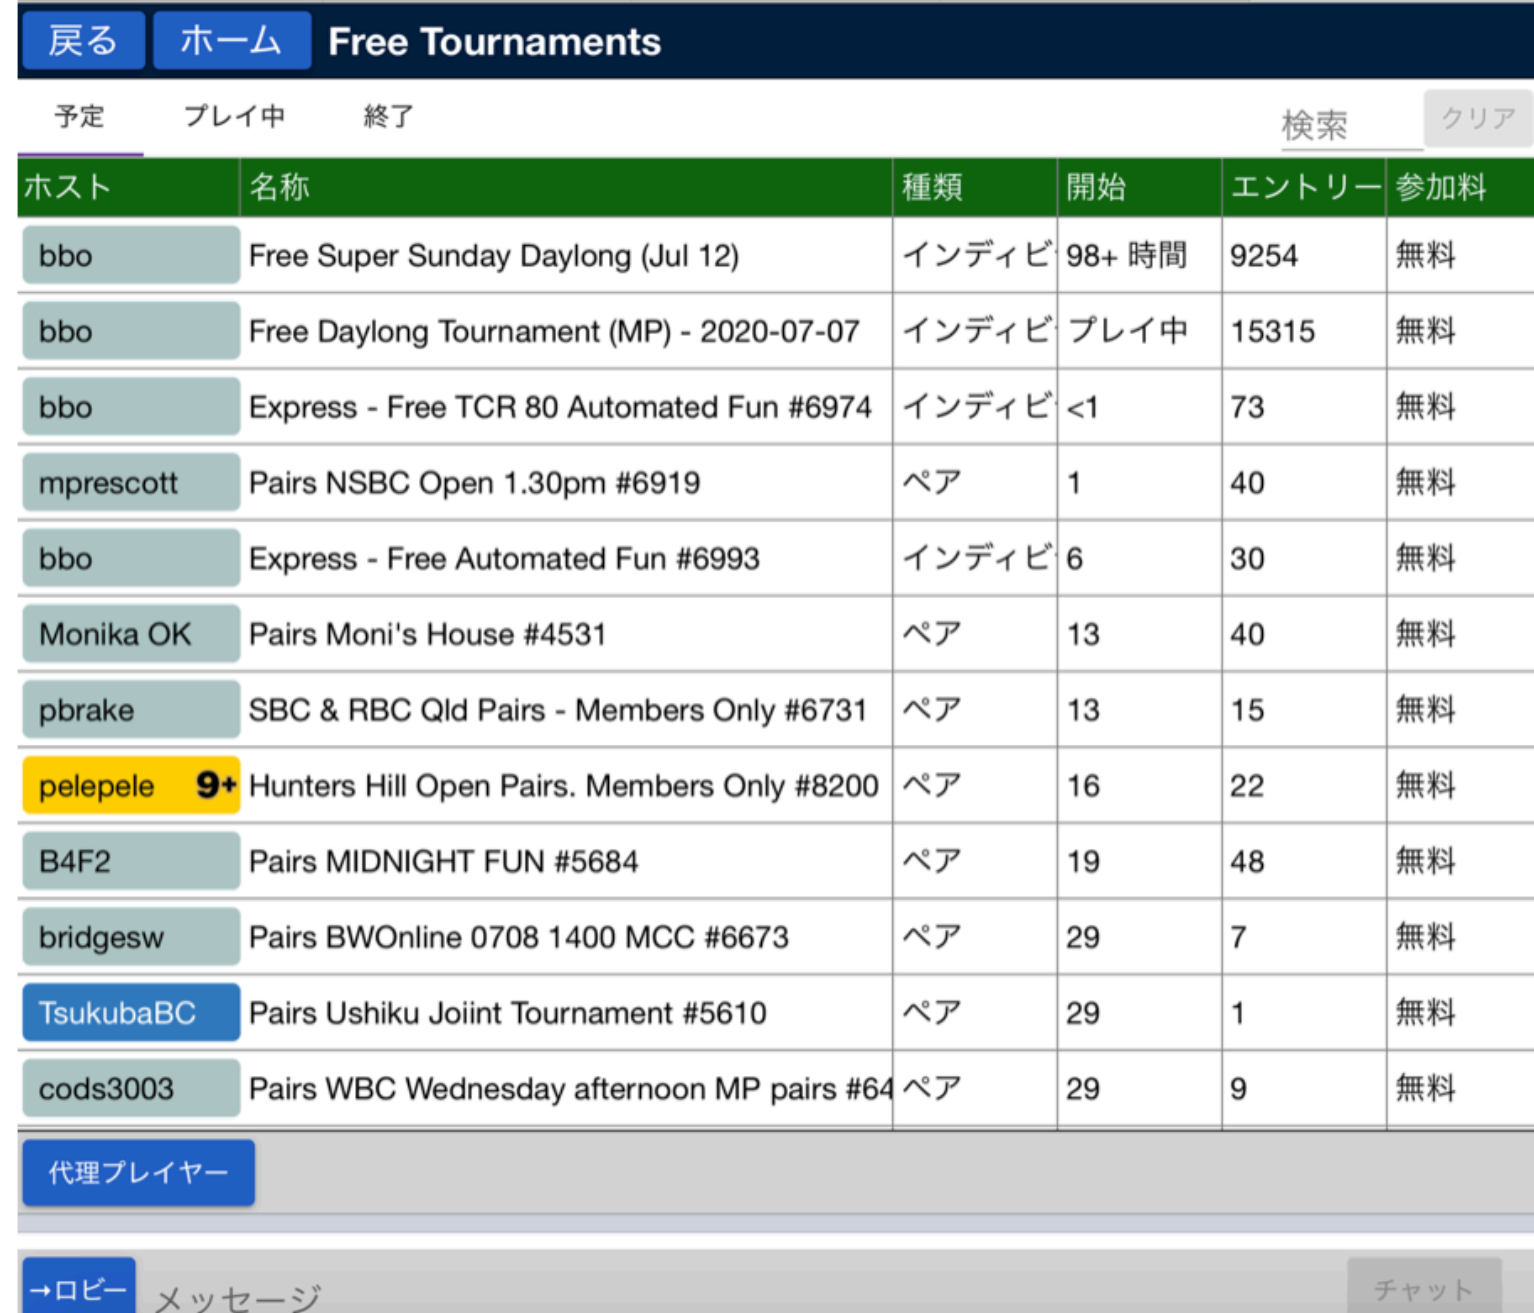 戻る ホーム Free Tournaments
予定 プレイ中 終了 検索 クリア
ホスト 名称 種類 開始 エントリー 参加料
bbo Free Super Sunday Daylong (Jul 12) インディビ 98+ 時間 9254 無料
bbo Free Daylong Tournament (MP) - 2020-07-07 インディビ プレイ中 15315 無料
bbo Express - Free TCR 80 Automated Fun #6974 インディビ <1 73 無料
mprescott Pairs NSBC Open 1.30pm #6919 ペア 1 40 無料
bbo Express - Free Automated Fun #6993 インディビ 6 30 無料
Monika OK Pairs Moni's House #4531 ペア 13 40 無料
pbrake SBC & RBC Qld Pairs - Members Only #6731 ペア 13 15 無料
pelepele 9+ Hunters Hill Open Pairs. Members Only #8200 ペア 16 22 無料
B4F2 Pairs MIDNIGHT FUN #5684 ペア 19 48 無料
bridgesw Pairs BWOnline 0708 1400 MCC #6673 ペア 29 7 無料
TsukubaBC Pairs Ushiku Joiint Tournament #5610 ペア 29 1 無料
cods3003 Pairs WBC Wednesday afternoon MP pairs #64 ペア 29 9 無料
代理プレイヤー
→ロビー メッセージ チャット